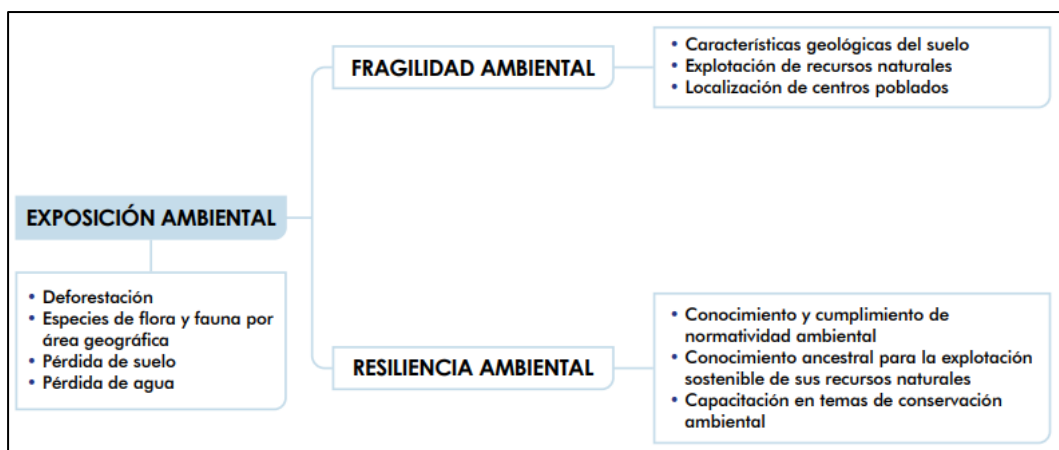 EXPOSICIÓN AMBIENTAL
• Deforestación
• Especies de flora y fauna por
área geográfica
• Pérdida de suelo
• Pérdida de agua
FRAGILIDAD AMBIENTAL
• Características geológicas del suelo
• Explotación de recursos naturales
• Localización de centros poblados
RESILIENCIA AMBIENTAL
• Conocimiento y cumplimiento de
normatividad ambiental
• Conocimiento ancestral para la explotación
sostenible de sus recursos naturales
• Capacitación en temas de conservación
ambiental